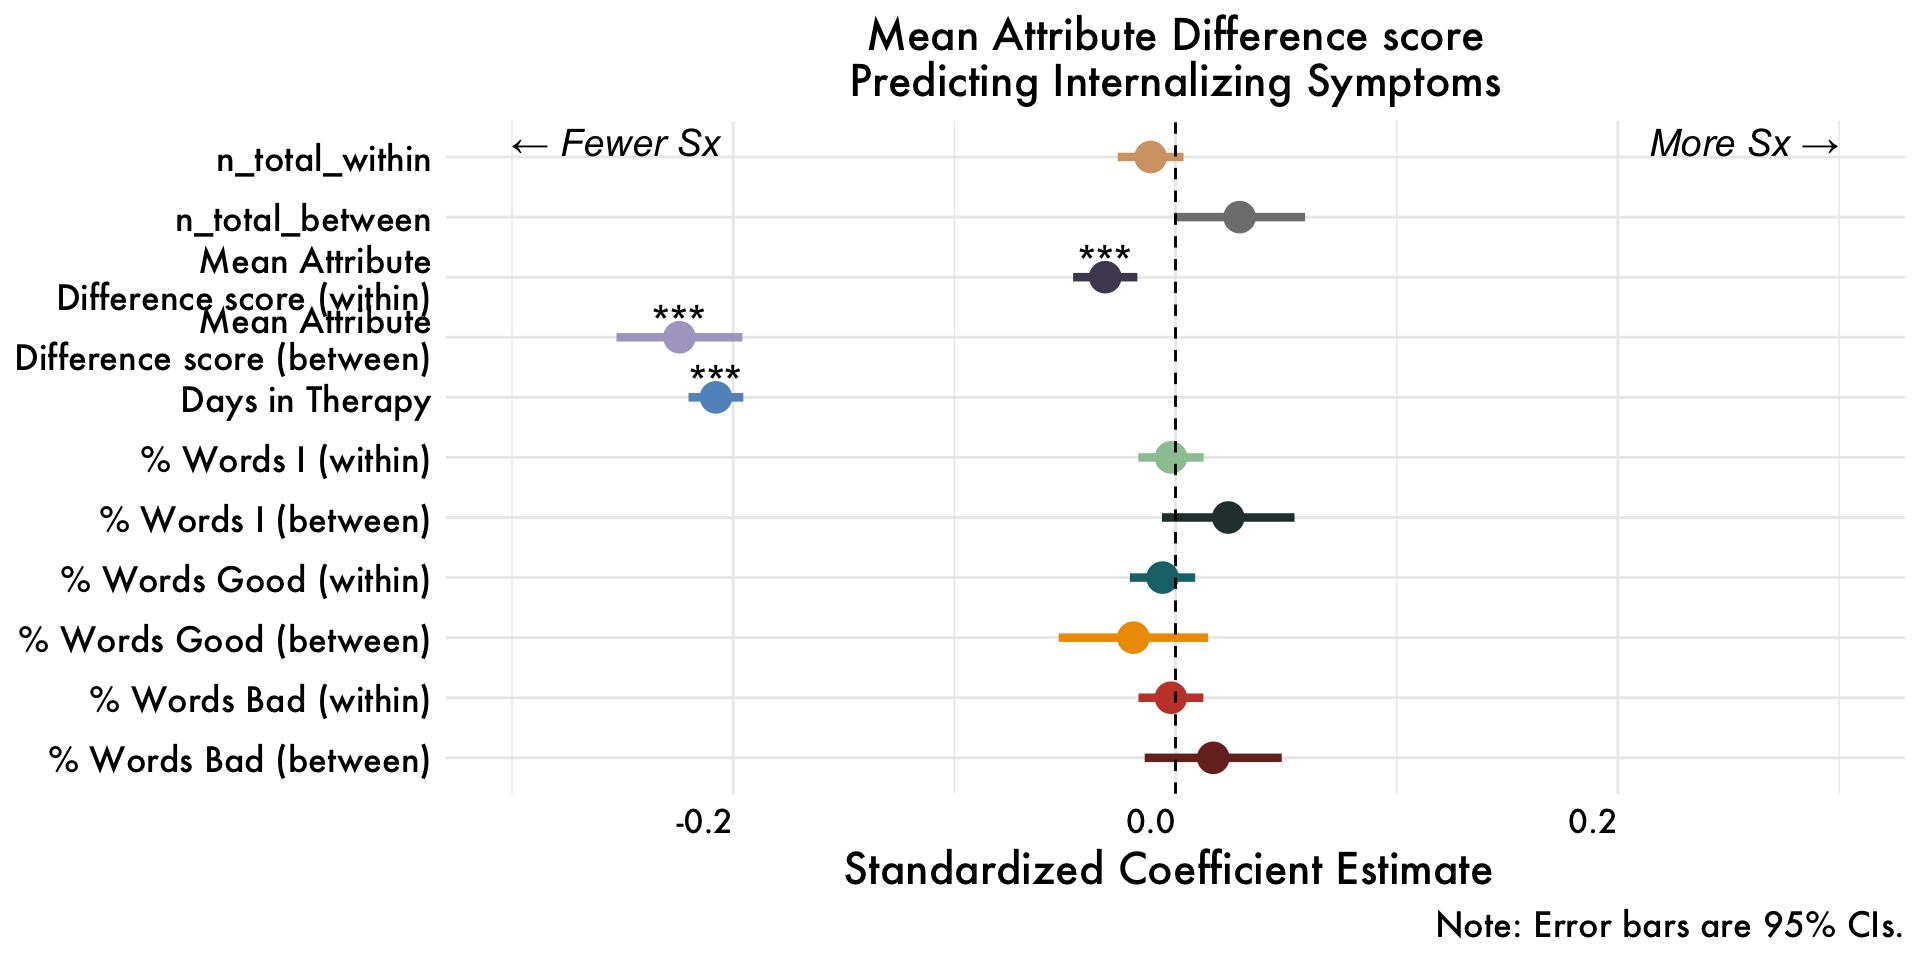 Mean Attribute Difference score
Predicting Internalizing Symptoms
← Fewer Sx
More Sx →
n_total_within
n_total_between
Mean Attribute
Difference score (within)
***
Mean Attribute
Difference score (between)
***
Days in Therapy
***
% Words I (within)
% Words I (between)
% Words Good (within)
% Words Good (between)
% Words Bad (within)
% Words Bad (between)
-0.2
0.0
0.2
Standardized Coefficient Estimate
Note: Error bars are 95% CIs.